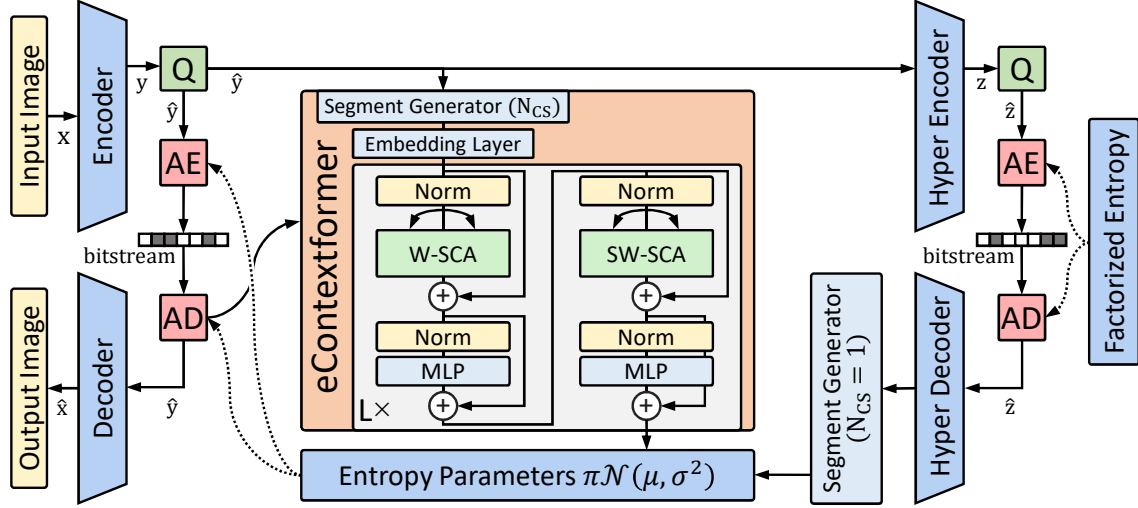 Input Image
x
Encoder
y
Q
ŷ
ŷ
AE
bitstream
AD
ŷ
Decoder
x̂
Output Image
eContextformer
Segment Generator (N_CS)
Embedding Layer
Norm
W-SCA
+
Norm
MLP
+
L×
Norm
SW-SCA
+
Norm
MLP
+
Entropy Parameters π𝒩(μ, σ²)
Hyper Encoder
z
Q
ẑ
AE
bitstream
AD
ẑ
Hyper Decoder
Segment Generator
(N_CS = 1)
Factorized Entropy